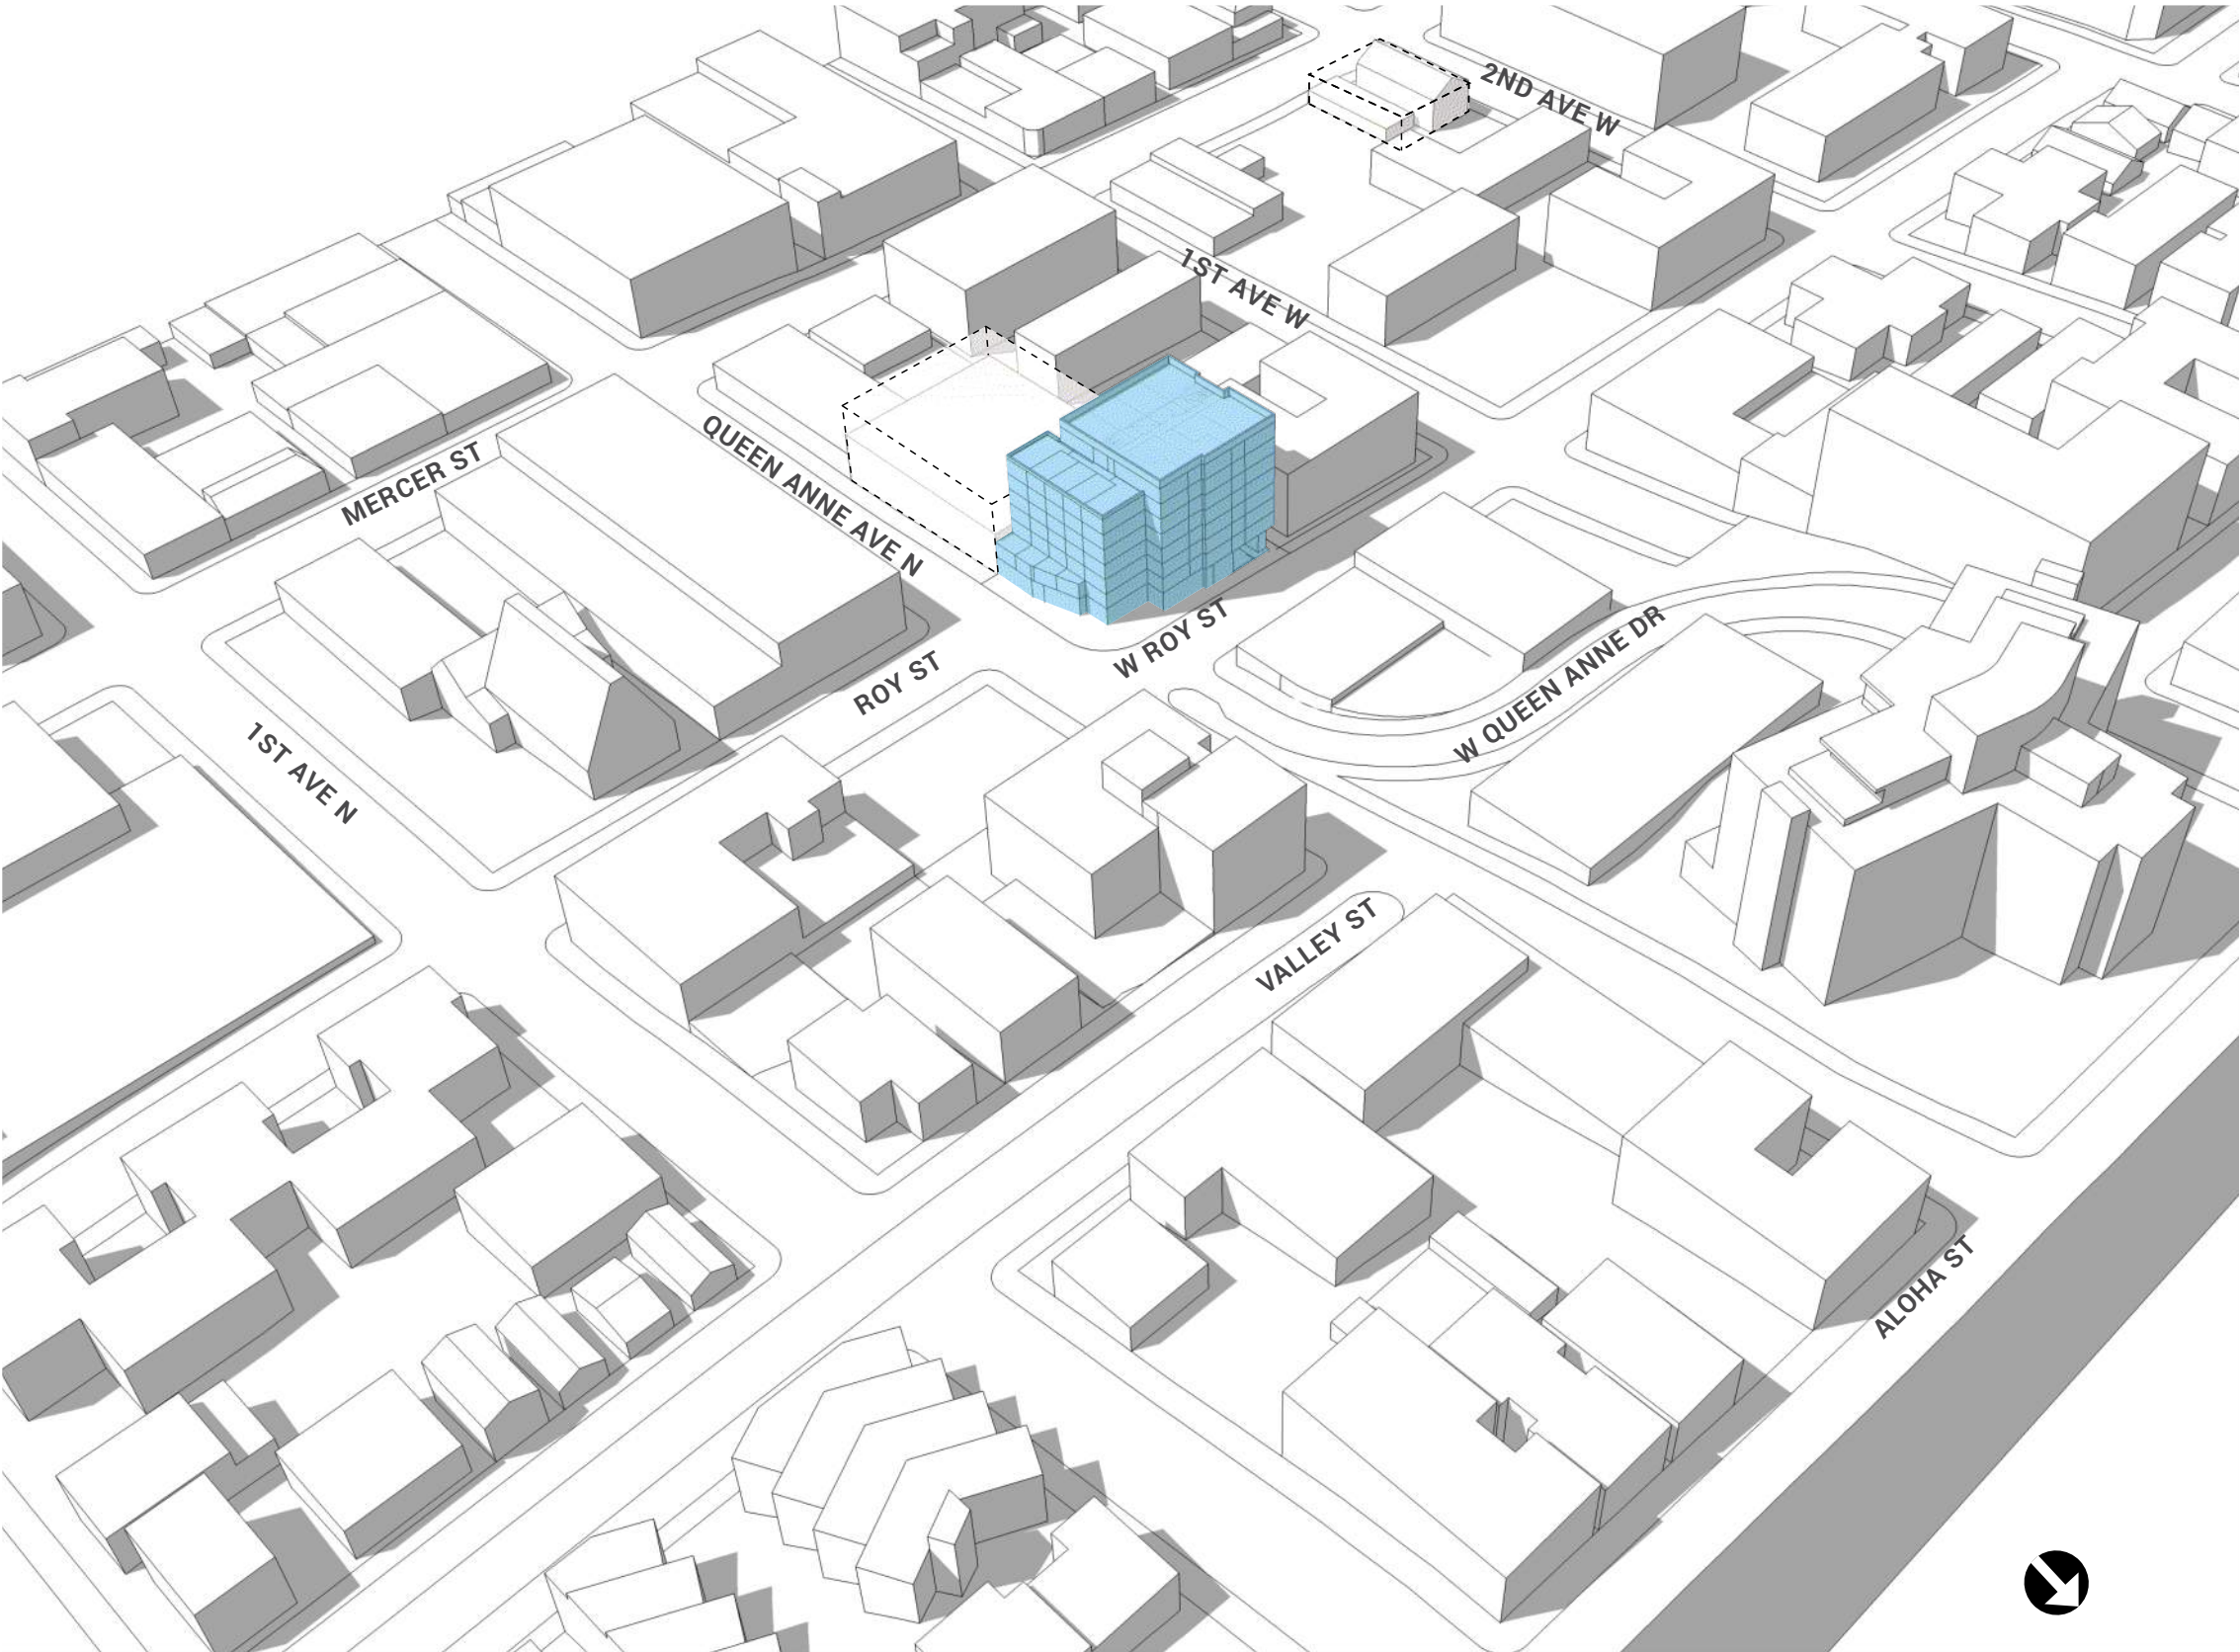 2ND AVE W
1ST AVE W
MERCER ST
QUEEN ANNE AVE N
W ROY ST
ROY ST
W QUEEN ANNE DR
1ST AVE N
VALLEY ST
ALOHA ST